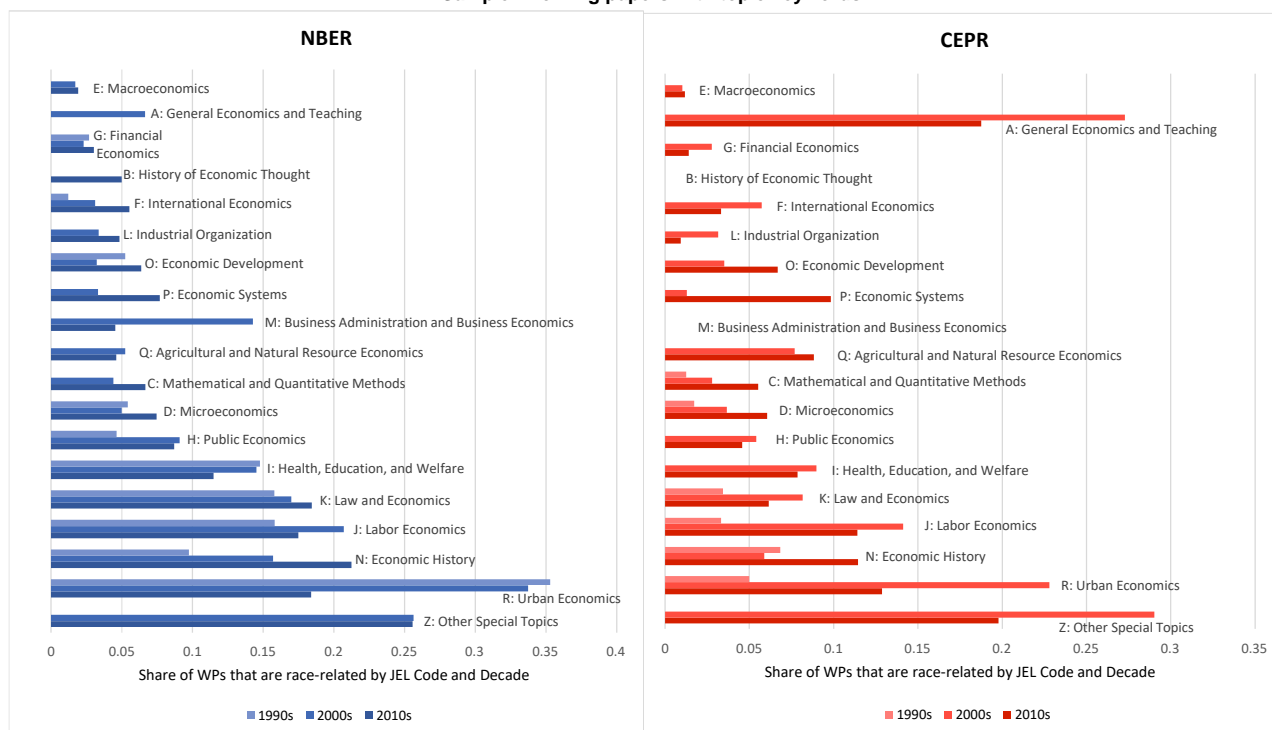 NBER
E: Macroeconomics
A: General Economics and Teaching
G: Financial
Economics
B: History of Economic Thought
F: International Economics
L: Industrial Organization
O: Economic Development
P: Economic Systems
M: Business Administration and Business Economics
Q: Agricultural and Natural Resource Economics
C: Mathematical and Quantitative Methods
D: Microeconomics
H: Public Economics
I: Health, Education, and Welfare
K: Law and Economics
J: Labor Economics
N: Economic History
R: Urban Economics
Z: Other Special Topics
0 0.05 0.1 0.15 0.2 0.25 0.3 0.35 0.4
Share of WPs that are race-related by JEL Code and Decade
1990s 2000s 2010s
CEPR
E: Macroeconomics
A: General Economics and Teaching
G: Financial Economics
B: History of Economic Thought
F: International Economics
L: Industrial Organization
O: Economic Development
P: Economic Systems
M: Business Administration and Business Economics
Q: Agricultural and Natural Resource Economics
C: Mathematical and Quantitative Methods
D: Microeconomics
H: Public Economics
I: Health, Education, and Welfare
K: Law and Economics
J: Labor Economics
N: Economic History
R: Urban Economics
Z: Other Special Topics
0 0.05 0.1 0.15 0.2 0.25 0.3 0.35
Share of WPs that are race-related by JEL Code and Decade
1990s 2000s 2010s